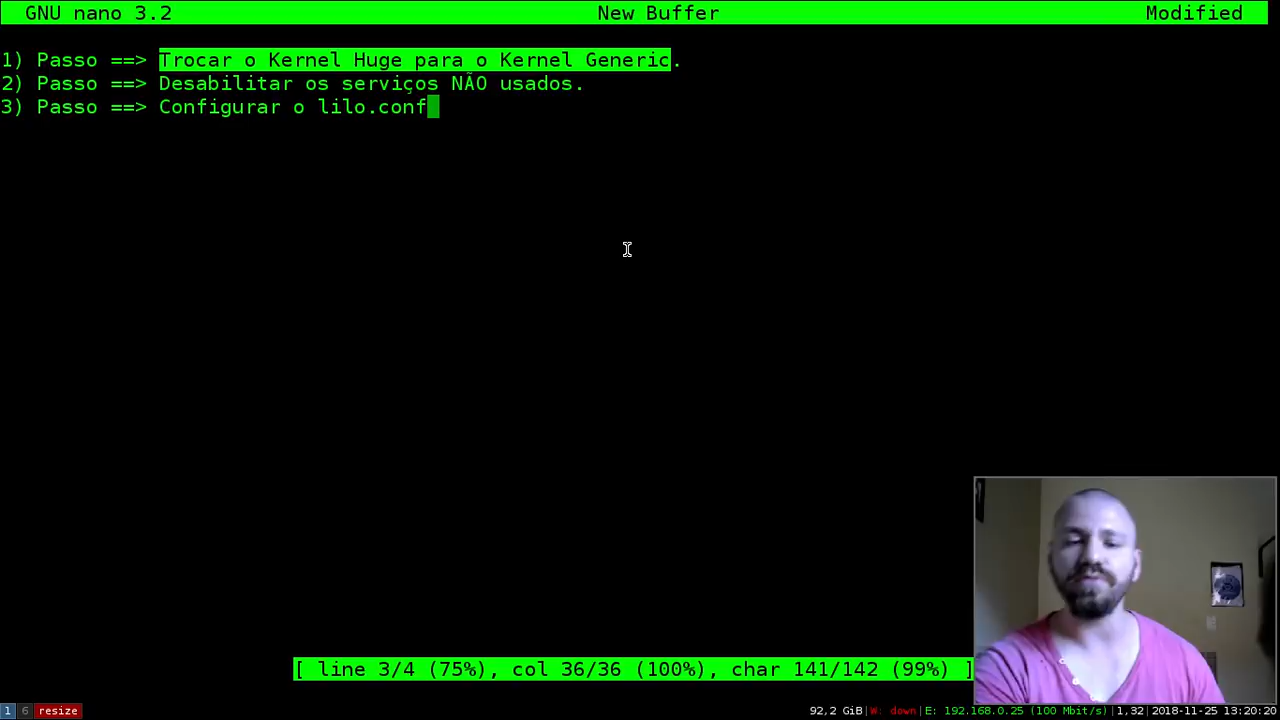 GNU nano 3.2 New Buffer Modified
1) Passo ==> Trocar o Kernel Huge para o Kernel Generic.
2) Passo ==> Desabilitar os serviços NÃO usados.
3) Passo ==> Configurar o lilo.conf
[ line 3/4 (75%), col 36/36 (100%), char 141/142 (99%) ]
1 6 resize 92,2 GiB|W: down|E: 192.168.0.25 (100 Mbit/s)|1,32|2018-11-25 13:20:20